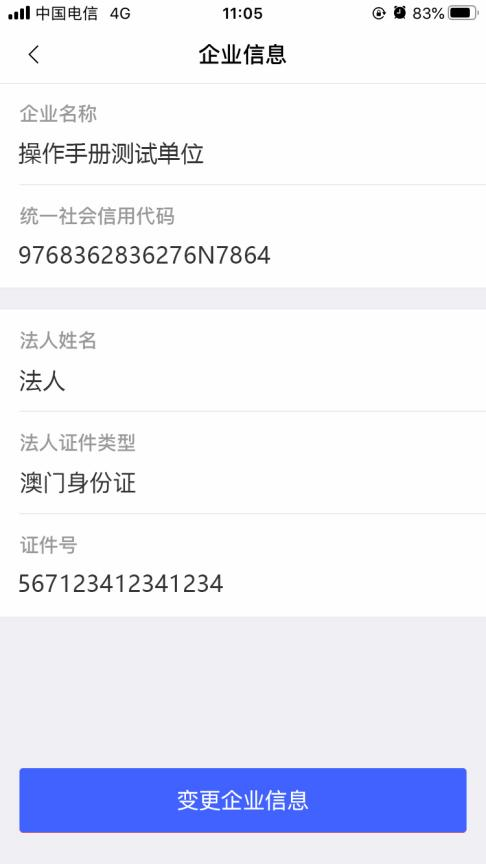 中国电信 4G 11:05 83%
企业信息
企业名称
操作手册测试单位
统一社会信用代码
9768362836276N7864
法人姓名
法人
法人证件类型
澳门身份证
证件号
567123412341234
变更企业信息